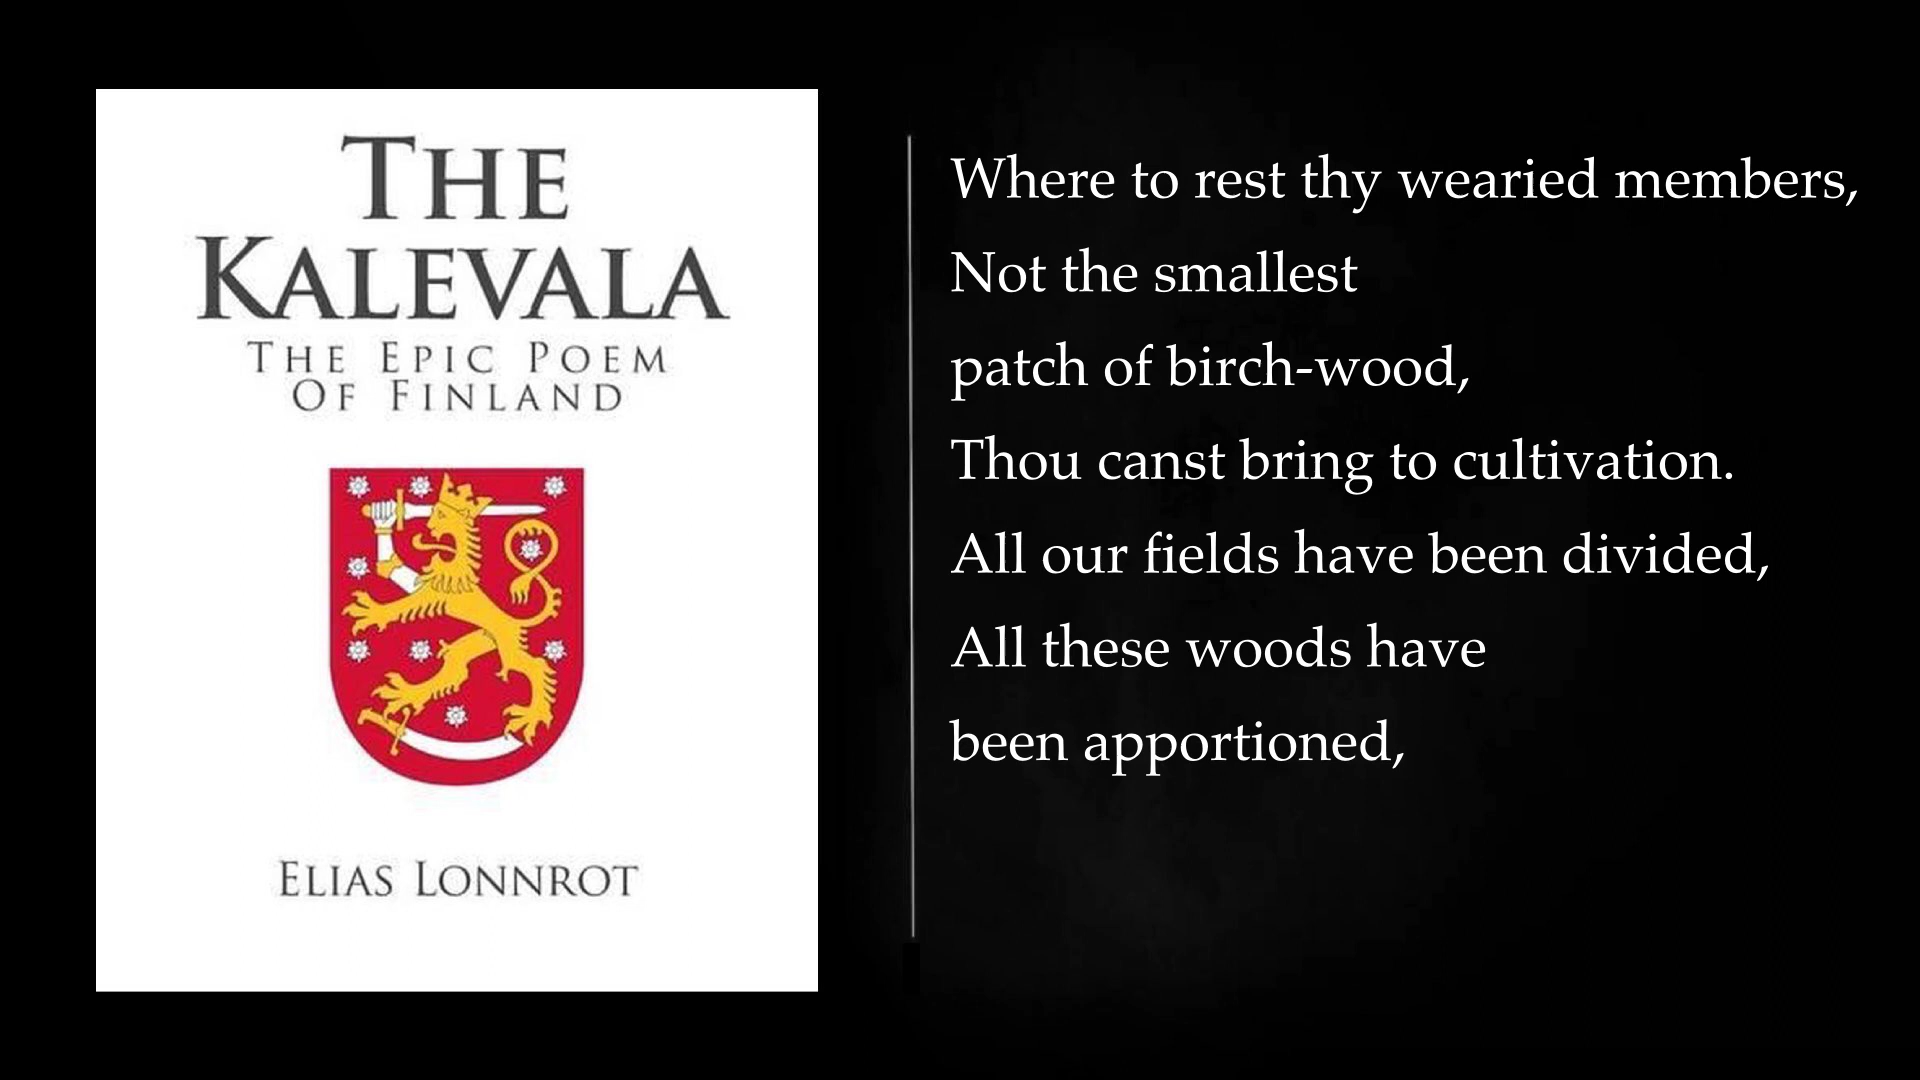 THE
KALEVALA
THE EPIC POEM
OF FINLAND
ELIAS LONNROT
Where to rest thy wearied members,
Not the smallest
patch of birch-wood,
Thou canst bring to cultivation.
All our fields have been divided,
All these woods have
been apportioned,